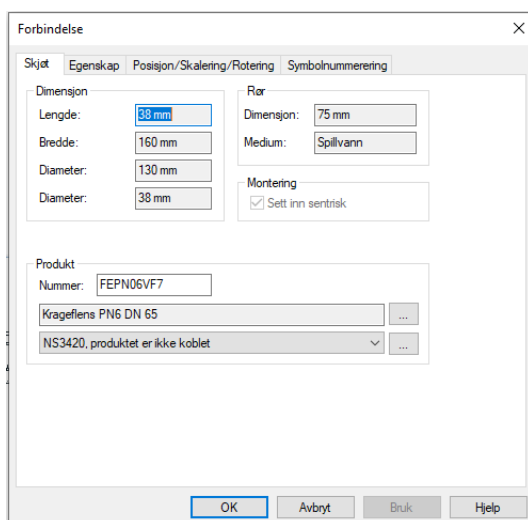 Forbindelse
Skjøt Egenskap Posisjon/Skalering/Rotering Symbolnummerering
Dimensjon
Lengde: 38 mm
Bredde: 160 mm
Diameter: 130 mm
Diameter: 38 mm
Rør
Dimensjon: 75 mm
Medium: Spillvann
Montering
Sett inn sentrisk
Produkt
Nummer: FEPN06VF7
Krageflens PN6 DN 65
...
NS3420, produktet er ikke koblet
...
OK Avbryt Bruk Hjelp